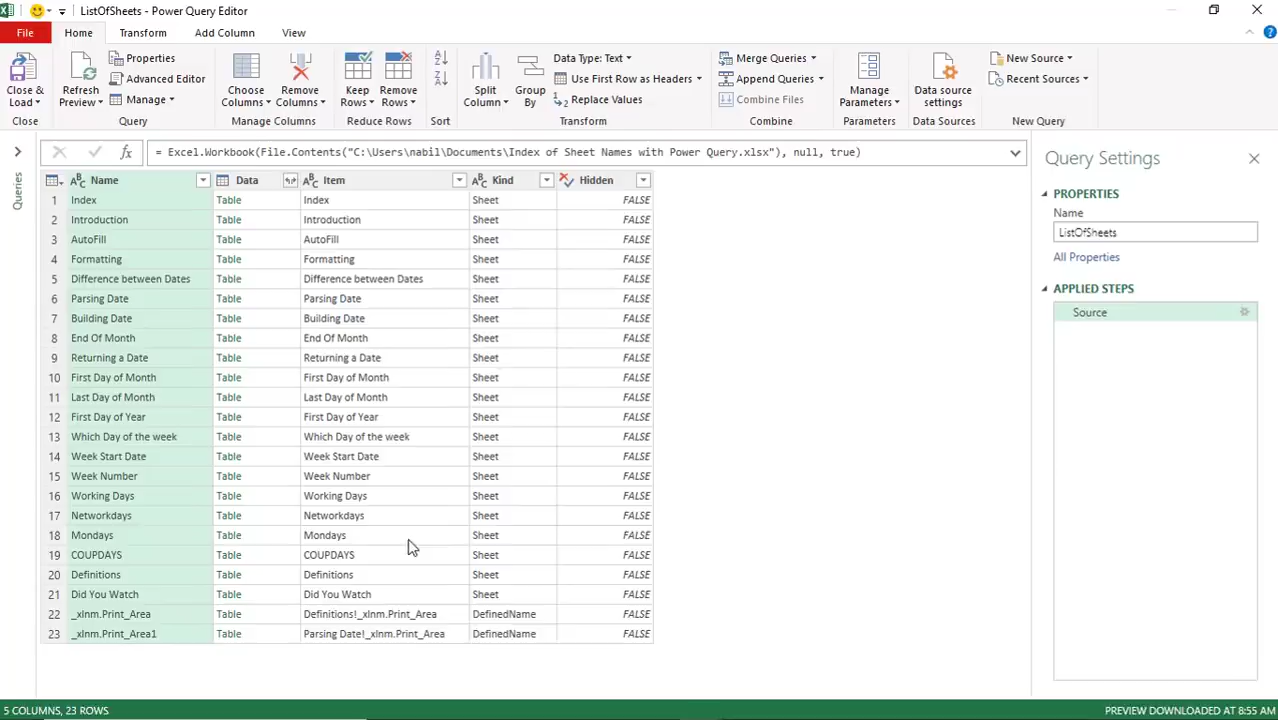 ListOfSheets - Power Query Editor
File Home Transform Add Column View
Close & Load
Close
Refresh Preview
Properties
Advanced Editor
Manage
Query
Choose Columns
Remove Columns
Manage Columns
Keep Rows
Remove Rows
Reduce Rows
Sort
Split Column
Group By
Data Type: Text
Use First Row as Headers
Replace Values
Transform
Merge Queries
Append Queries
Combine Files
Combine
Manage Parameters
Parameters
Data source settings
Data Sources
New Source
Recent Sources
New Query
Queries
fx = Excel.Workbook(File.Contents("C:\Users\nabil\Documents\Index of Sheet Names with Power Query.xlsx"), null, true)
ABC Name Data ABC Item ABC Kind Hidden
1 Index Table Index Sheet FALSE
2 Introduction Table Introduction Sheet FALSE
3 AutoFill Table AutoFill Sheet FALSE
4 Formatting Table Formatting Sheet FALSE
5 Difference between Dates Table Difference between Dates Sheet FALSE
6 Parsing Date Table Parsing Date Sheet FALSE
7 Building Date Table Building Date Sheet FALSE
8 End Of Month Table End Of Month Sheet FALSE
9 Returning a Date Table Returning a Date Sheet FALSE
10 First Day of Month Table First Day of Month Sheet FALSE
11 Last Day of Month Table Last Day of Month Sheet FALSE
12 First Day of Year Table First Day of Year Sheet FALSE
13 Which Day of the week Table Which Day of the week Sheet FALSE
14 Week Start Date Table Week Start Date Sheet FALSE
15 Week Number Table Week Number Sheet FALSE
16 Working Days Table Working Days Sheet FALSE
17 Networkdays Table Networkdays Sheet FALSE
18 Mondays Table Mondays Sheet FALSE
19 COUPDAYS Table COUPDAYS Sheet FALSE
20 Definitions Table Definitions Sheet FALSE
21 Did You Watch Table Did You Watch Sheet FALSE
22 _xlnm.Print_Area Table Definitions!_xlnm.Print_Area DefinedName FALSE
23 _xlnm.Print_Area1 Table Parsing Date!_xlnm.Print_Area DefinedName FALSE
Query Settings
PROPERTIES
Name
ListOfSheets
All Properties
APPLIED STEPS
Source
5 COLUMNS, 23 ROWS
PREVIEW DOWNLOADED AT 8:55 AM